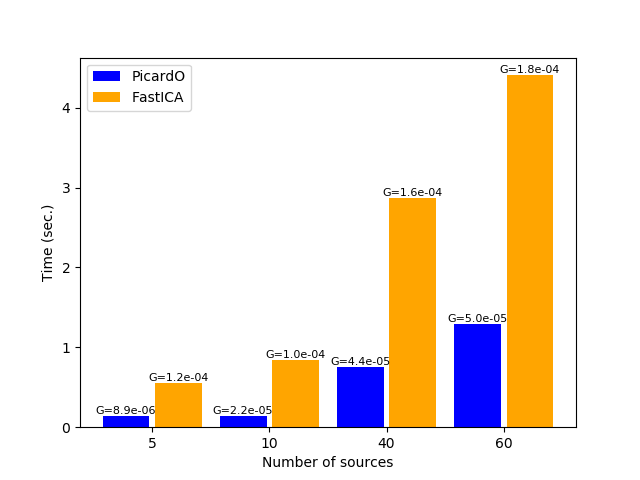 PicardO
FastICA
G=1.8e-04
G=1.6e-04
G=5.0e-05
G=1.0e-04
G=4.4e-05
G=1.2e-04
G=8.9e-06
G=2.2e-05
4
3
2
1
0
Time (sec.)
5 10 40 60
Number of sources